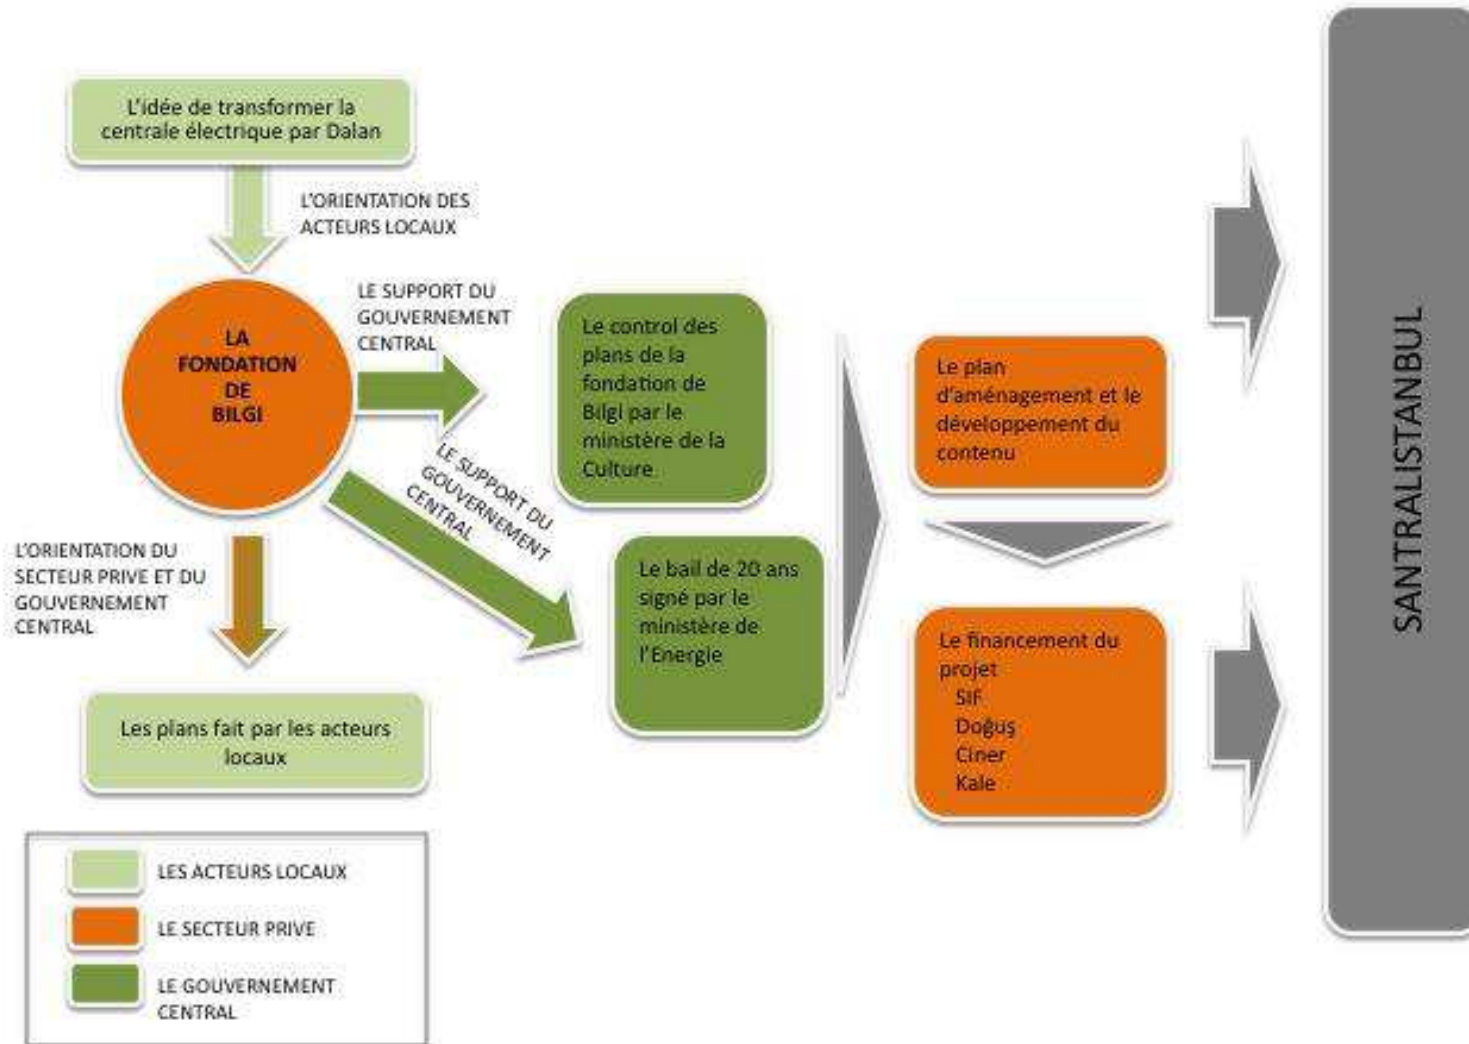 L'idée de transformer la
centrale électrique par Dalan
L'ORIENTATION DES
ACTEURS LOCAUX
LA
FONDATION
DE
BILGI
LE SUPPORT DU
GOUVERNEMENT
CENTRAL
LE SUPPORT DU
GOUVERNEMENT
CENTRAL
L'ORIENTATION DU
SECTEUR PRIVE ET DU
GOUVERNEMENT
CENTRAL
Les plans fait par les acteurs
locaux
Le control des
plans de la
fondation de
Bilgi par le
ministère de la
Culture
Le bail de 20 ans
signé par le
ministère de
l'Energie
Le plan
d'aménagement et le
développement du
contenu
Le financement du
projet
SIF
Doğuş
Ciner
Kale
SANTRALISTANBUL
LES ACTEURS LOCAUX
LE SECTEUR PRIVE
LE GOUVERNEMENT
CENTRAL